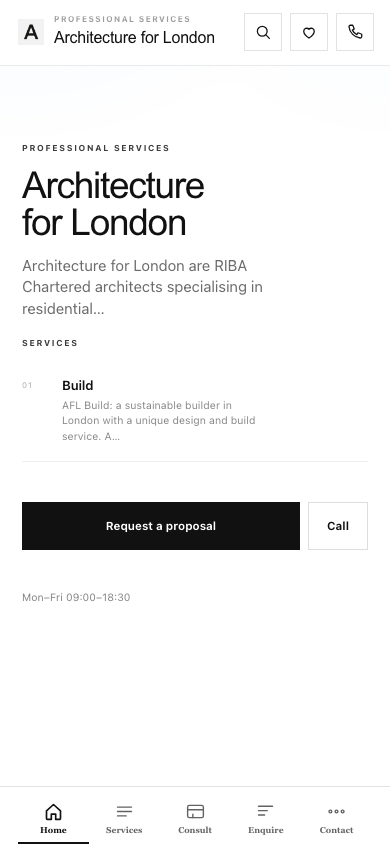 A
PROFESSIONAL SERVICES
Architecture for London
PROFESSIONAL SERVICES
Architecture
for London
Architecture for London are RIBA
Chartered architects specialising in
residential...
SERVICES
01
Build
AFL Build: a sustainable builder in
London with a unique design and build
service. A...
Request a proposal
Call
Mon–Fri 09:00–18:30
Home
Services
Consult
Enquire
Contact